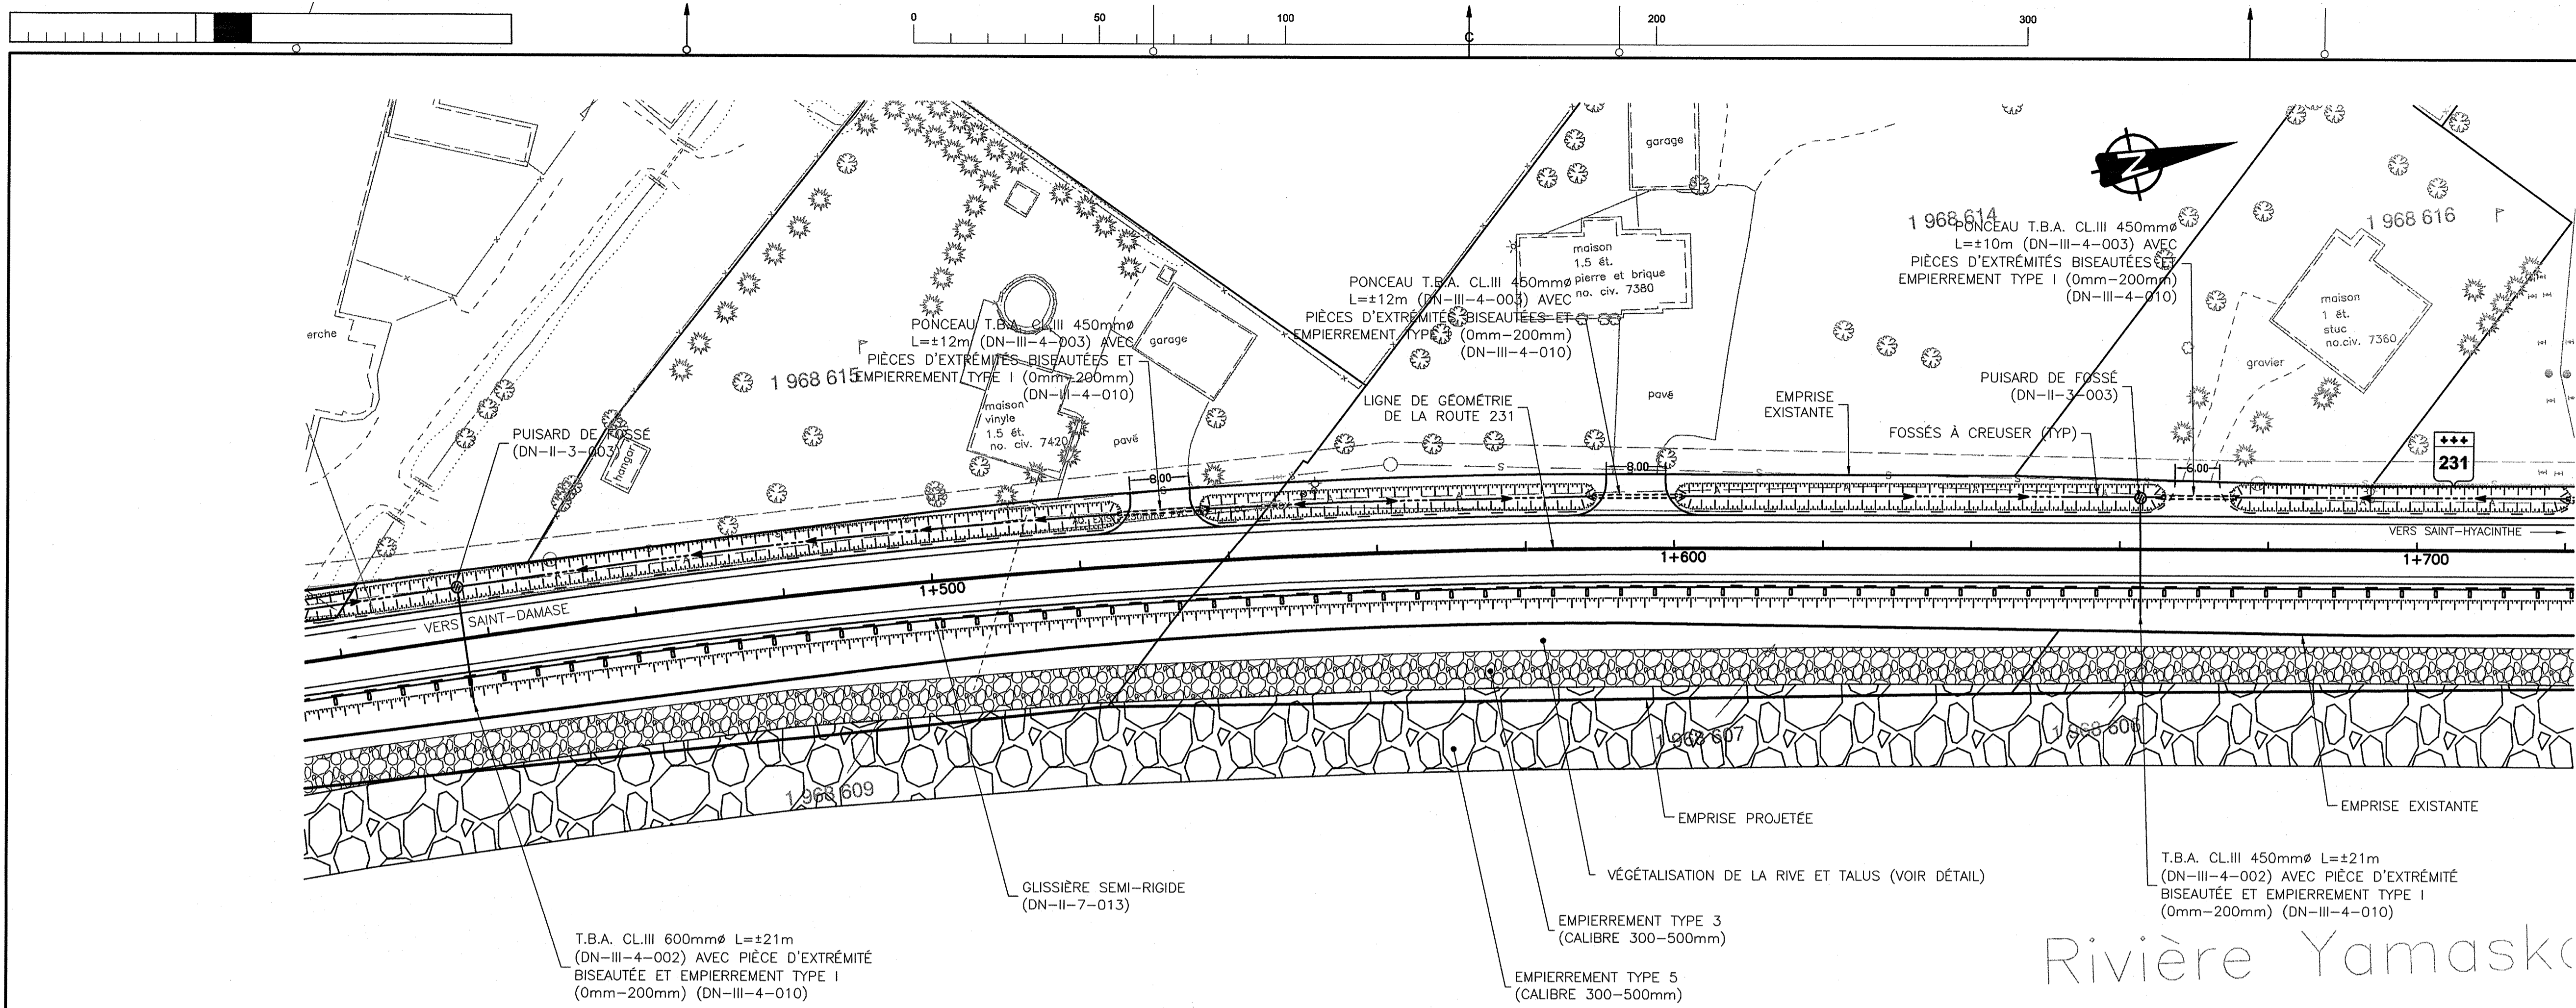 0 50 100 200 300
C
garage
1 968 614
1 968 616
PONCEAU T.B.A. CL.III 450mmø
L=±10m (DN-III-4-003) AVEC
PIÈCES D'EXTRÉMITÉS BISEAUTÉES ET
EMPIERREMENT TYPE I (0mm-200mm)
(DN-III-4-010)
maison
1.5 ét.
pierre et brique
no. civ. 7380
PONCEAU T.B.A. CL.III 450mmø
L=±12m (DN-III-4-003) AVEC
PIÈCES D'EXTRÉMITÉS BISEAUTÉES ET
EMPIERREMENT TYPE I (0mm-200mm)
(DN-III-4-010)
maison
1 ét.
stuc
no.civ. 7360
gravier
erche
PONCEAU T.B.A. CL.III 450mmø
L=±12m (DN-III-4-003) AVEC
PIÈCES D'EXTRÉMITÉS BISEAUTÉES ET
EMPIERREMENT TYPE I (0mm-200mm)
(DN-III-4-010)
garage
1 968 615
maison
vinyle
1.5 ét.
no. civ. 7420
pavé
pavé
LIGNE DE GÉOMÉTRIE
DE LA ROUTE 231
EMPRISE
EXISTANTE
PUISARD DE FOSSÉ
(DN-II-3-003)
FOSSÉS À CREUSER (TYP)
PUISARD DE FOSSÉ
(DN-II-3-003)
hangar
231
8.00
8.00
6.00
VERS SAINT-HYACINTHE
1+500
1+600
1+700
VERS SAINT-DAMASE
1 968 609
1 968 607
1 968 606
EMPRISE PROJETÉE
EMPRISE EXISTANTE
VÉGÉTALISATION DE LA RIVE ET TALUS (VOIR DÉTAIL)
GLISSIÈRE SEMI-RIGIDE
(DN-II-7-013)
T.B.A. CL.III 450mmø L=±21m
(DN-III-4-002) AVEC PIÈCE D'EXTRÉMITÉ
BISEAUTÉE ET EMPIERREMENT TYPE I
(0mm-200mm) (DN-III-4-010)
EMPIERREMENT TYPE 3
(CALIBRE 300-500mm)
T.B.A. CL.III 600mmø L=±21m
(DN-III-4-002) AVEC PIÈCE D'EXTRÉMITÉ
BISEAUTÉE ET EMPIERREMENT TYPE I
(0mm-200mm) (DN-III-4-010)
EMPIERREMENT TYPE 5
(CALIBRE 300-500mm)
Rivière Yamaska